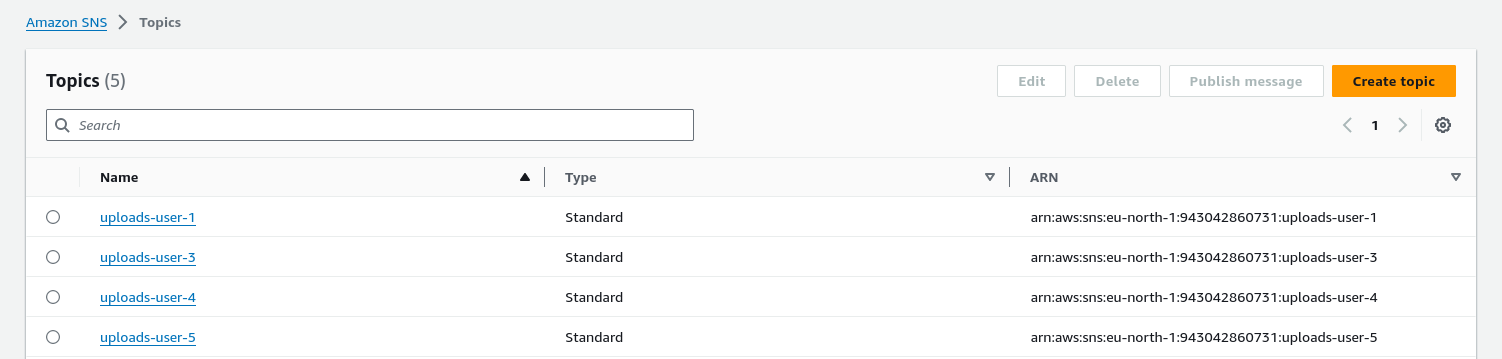 Amazon SNS > Topics
Topics (5)
Edit Delete Publish message Create topic
Search
1
Name Type ARN
uploads-user-1 Standard arn:aws:sns:eu-north-1:943042860731:uploads-user-1
uploads-user-3 Standard arn:aws:sns:eu-north-1:943042860731:uploads-user-3
uploads-user-4 Standard arn:aws:sns:eu-north-1:943042860731:uploads-user-4
uploads-user-5 Standard arn:aws:sns:eu-north-1:943042860731:uploads-user-5